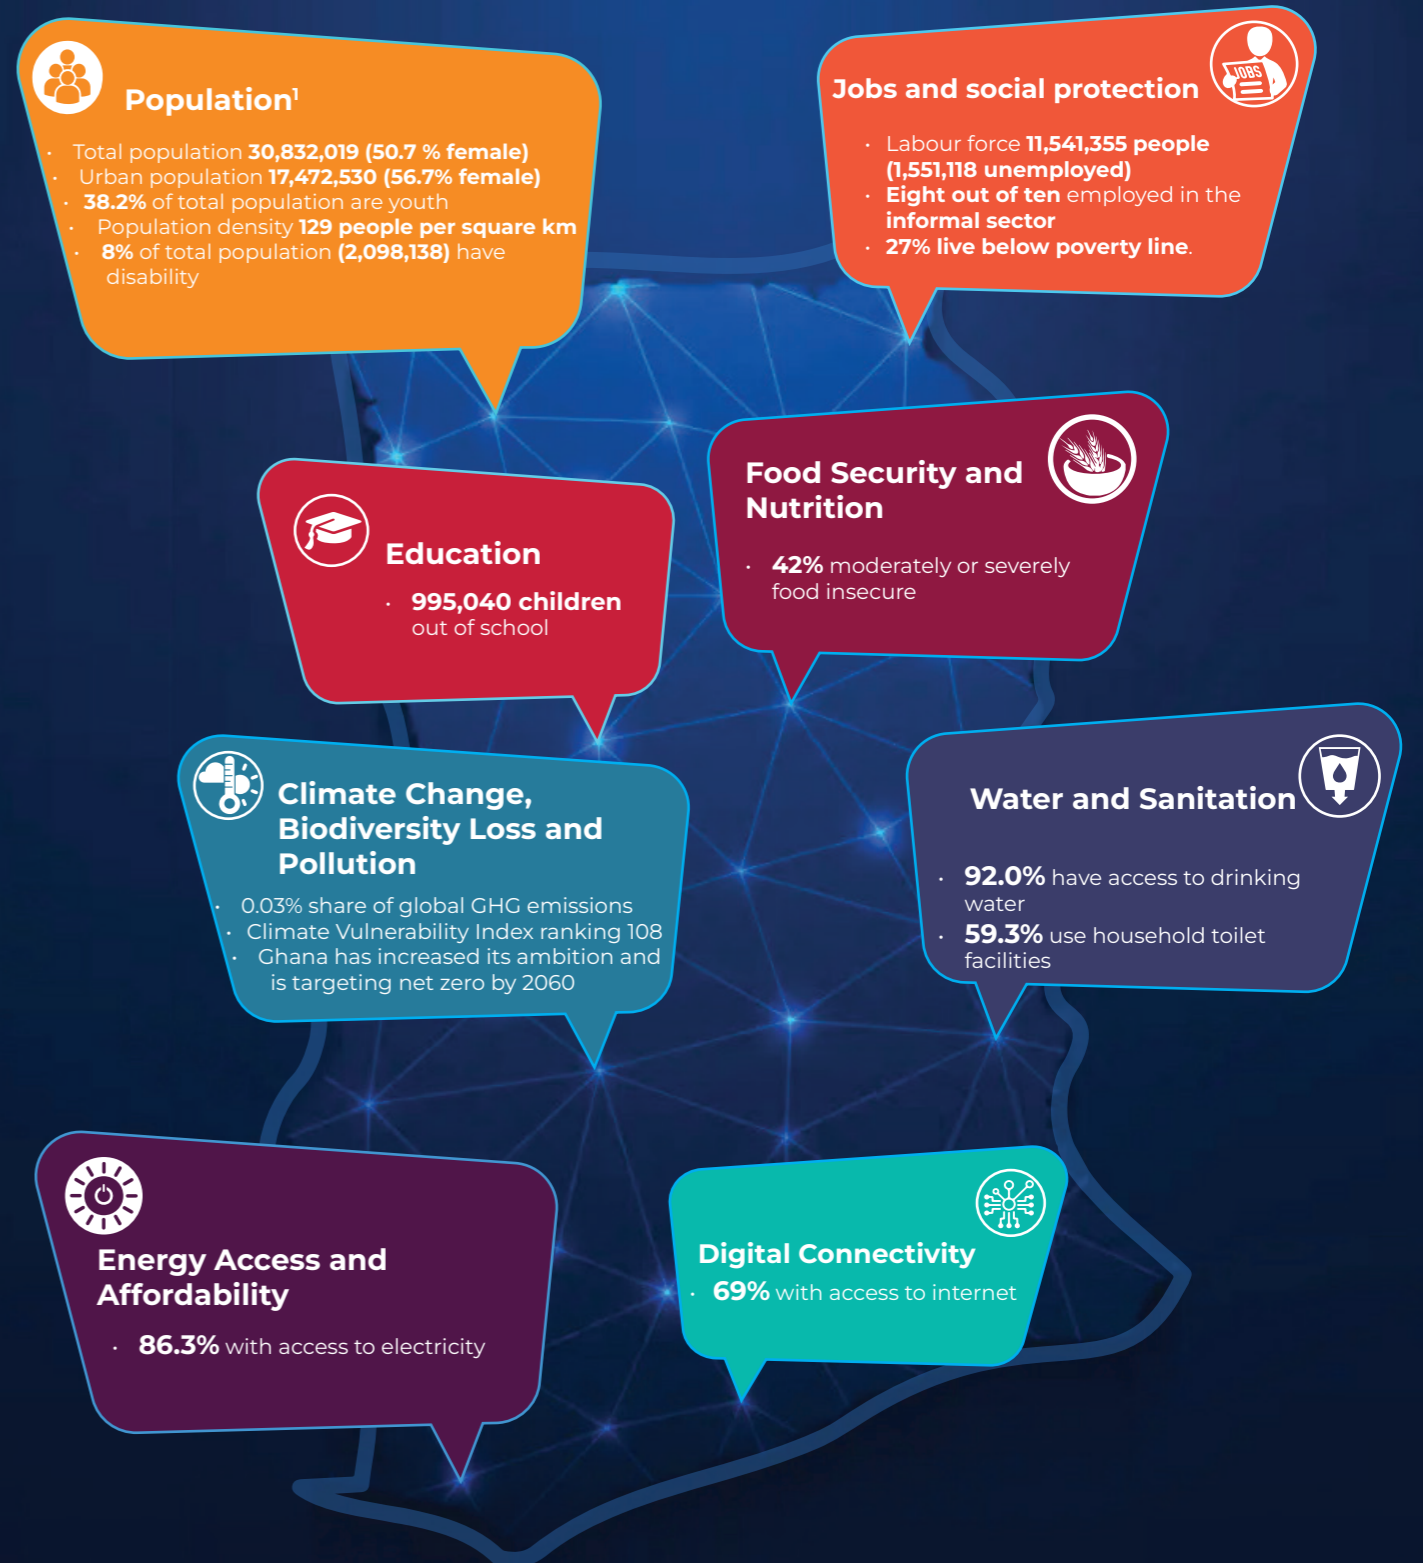 Population¹
• Total population 30,832,019 (50.7 % female)
• Urban population 17,472,530 (56.7% female)
• 38.2% of total population are youth
• Population density 129 people per square km
• 8% of total population (2,098,138) have
disability
JOBS
Jobs and social protection
• Labour force 11,541,355 people
(1,551,118 unemployed)
• Eight out of ten employed in the
informal sector
• 27% live below poverty line.
Education
• 995,040 children
out of school
Food Security and
Nutrition
• 42% moderately or severely
food insecure
Climate Change,
Biodiversity Loss and
Pollution
• 0.03% share of global GHG emissions
• Climate Vulnerability Index ranking 108
• Ghana has increased its ambition and
is targeting net zero by 2060
Water and Sanitation
• 92.0% have access to drinking
water
• 59.3% use household toilet
facilities
Energy Access and
Affordability
• 86.3% with access to electricity
Digital Connectivity
• 69% with access to internet